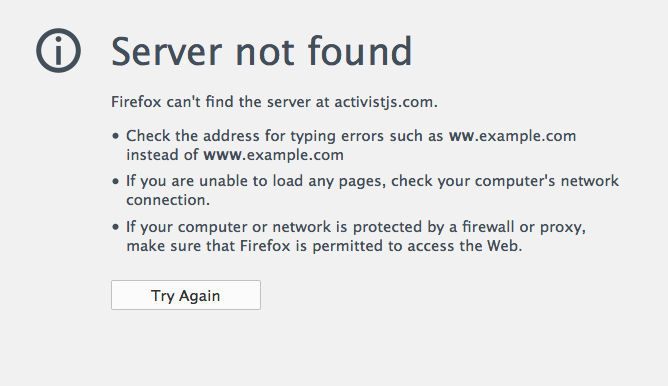 Server not found
Firefox can't find the server at activistjs.com.
• Check the address for typing errors such as ww.example.com
instead of www.example.com
• If you are unable to load any pages, check your computer's network
connection.
• If your computer or network is protected by a firewall or proxy,
make sure that Firefox is permitted to access the Web.
Try Again